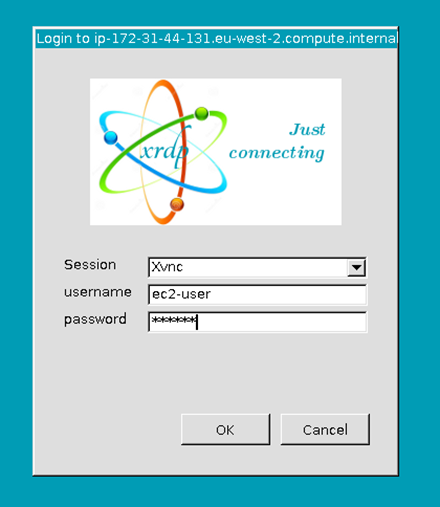 Login to ip-172-31-44-131.eu-west-2.compute.interna
Just
xrdp connecting
Session Xvnc
username ec2-user
password ******
OK Cancel